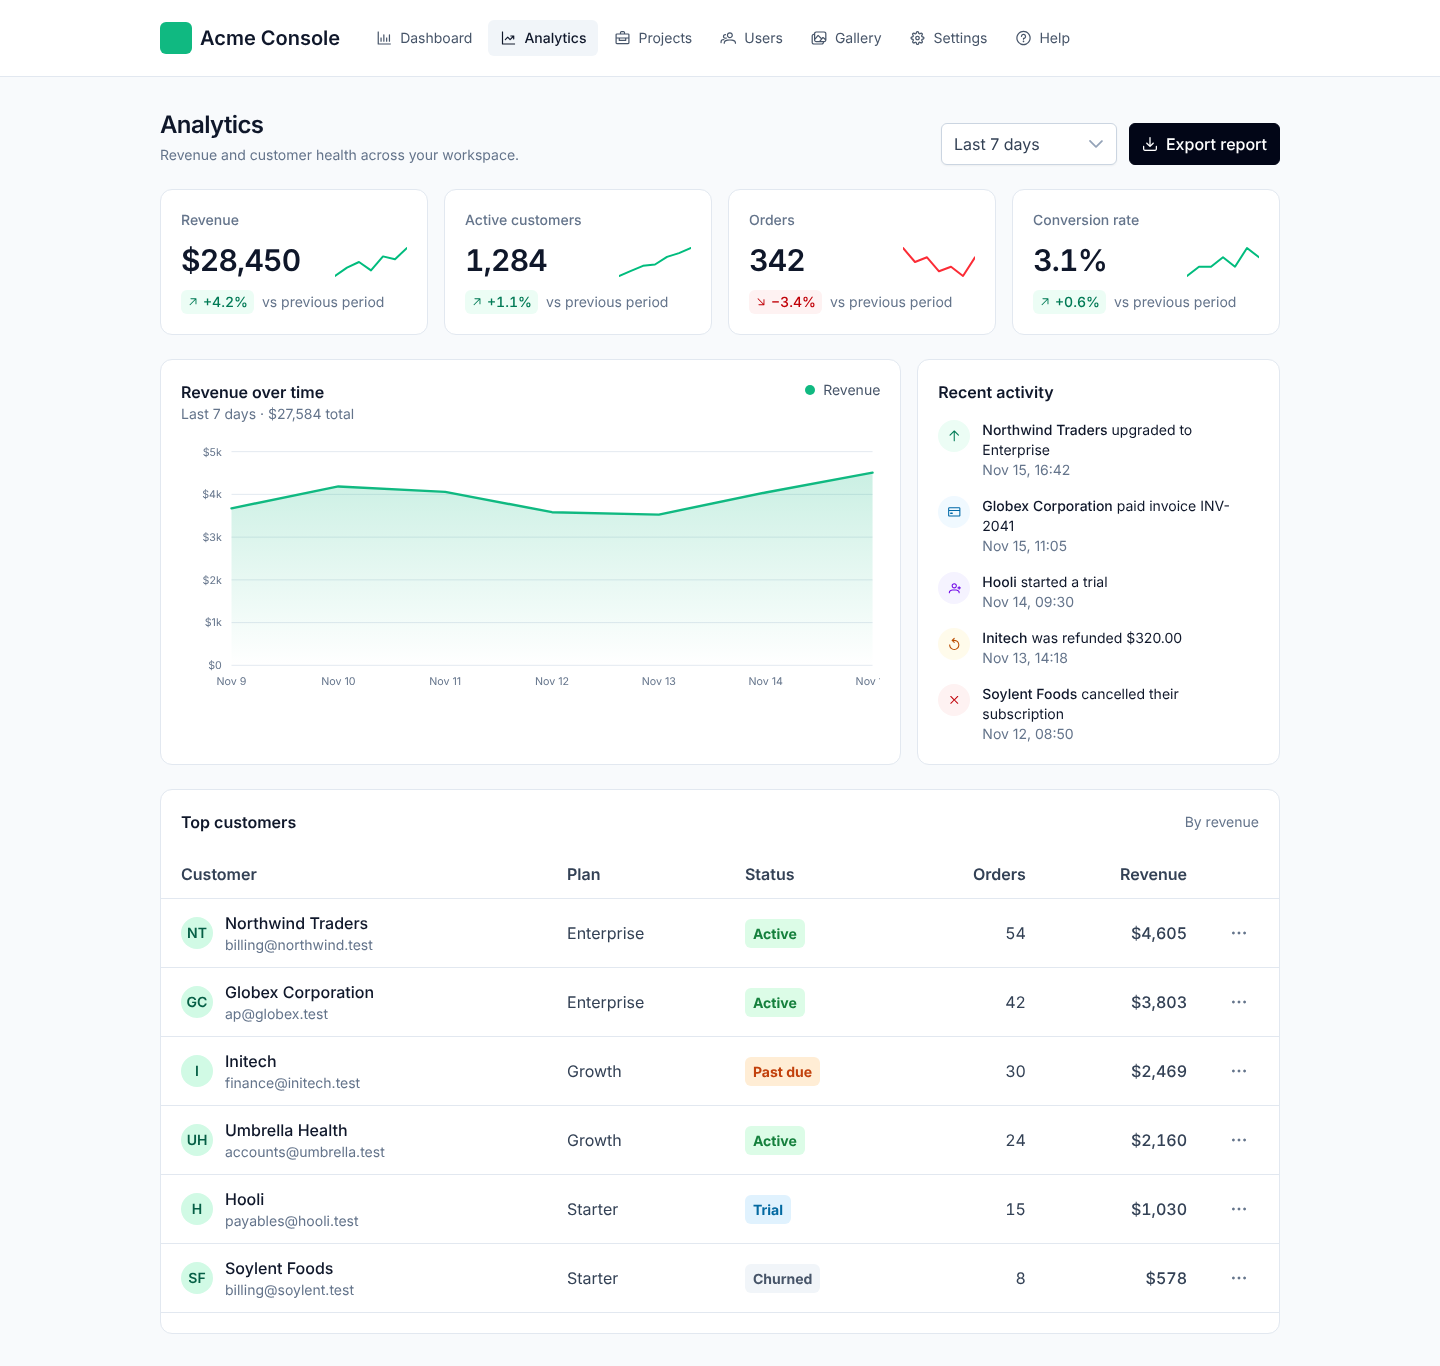 Acme Console
Dashboard
Analytics
Projects
Users
Gallery
Settings
Help
Analytics
Revenue and customer health across your workspace.
Last 7 days
Export report
Revenue
$28,450
+4.2% vs previous period
Active customers
1,284
+1.1% vs previous period
Orders
342
−3.4% vs previous period
Conversion rate
3.1%
+0.6% vs previous period
Revenue over time
Last 7 days · $27,584 total
Revenue
$5k
$4k
$3k
$2k
$1k
$0
Nov 9
Nov 10
Nov 11
Nov 12
Nov 13
Nov 14
Nov
Recent activity
Northwind Traders upgraded to
Enterprise
Nov 15, 16:42
Globex Corporation paid invoice INV-
2041
Nov 15, 11:05
Hooli started a trial
Nov 14, 09:30
Initech was refunded $320.00
Nov 13, 14:18
Soylent Foods cancelled their
subscription
Nov 12, 08:50
Top customers
By revenue
Customer Plan Status Orders Revenue
NT Northwind Traders
billing@northwind.test
Enterprise Active 54 $4,605
GC Globex Corporation
ap@globex.test
Enterprise Active 42 $3,803
I Initech
finance@initech.test
Growth Past due 30 $2,469
UH Umbrella Health
accounts@umbrella.test
Growth Active 24 $2,160
H Hooli
payables@hooli.test
Starter Trial 15 $1,030
SF Soylent Foods
billing@soylent.test
Starter Churned 8 $578